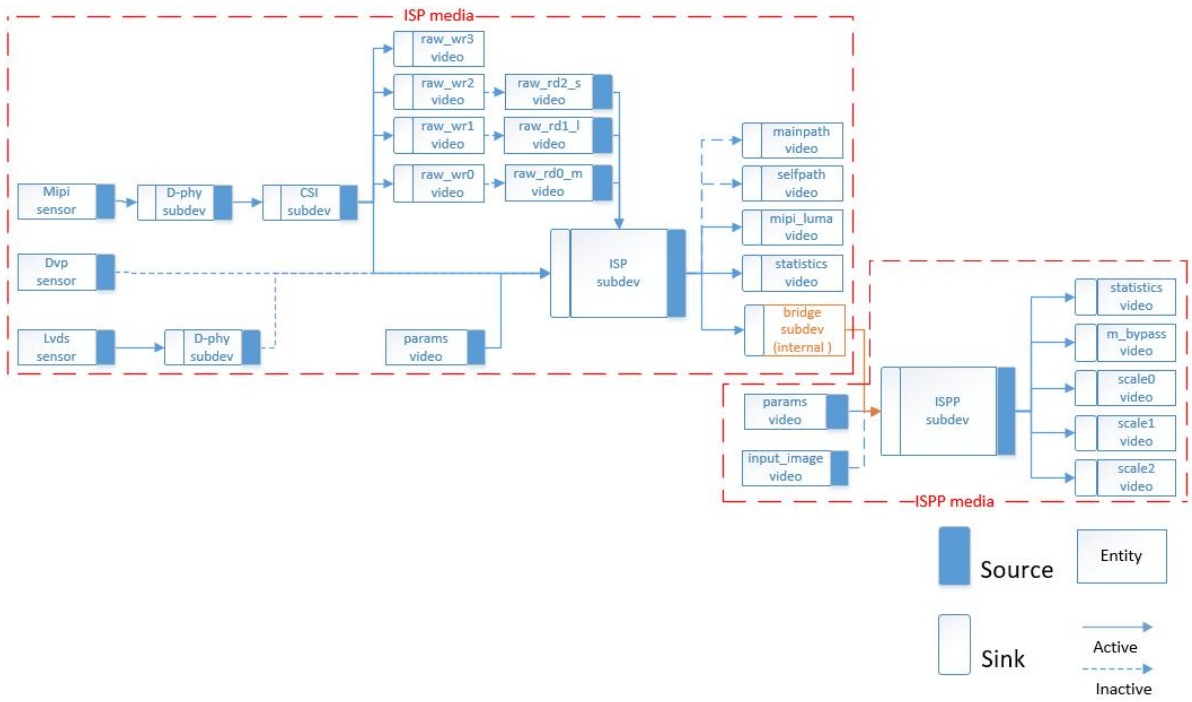 ISP media
raw_wr3
video
raw_wr2
video
raw_rd2_s
video
raw_wr1
video
raw_rd1_l
video
raw_wr0
video
raw_rd0_m
video
Mipi
sensor
D-phy
subdev
CSI
subdev
mainpath
video
selfpath
video
mipi_luma
video
statistics
video
bridge
subdev
(internal )
ISP
subdev
Dvp
sensor
Lvds
sensor
D-phy
subdev
params
video
params
video
input_image
video
ISPP
subdev
statistics
video
m_bypass
video
scale0
video
scale1
video
scale2
video
ISPP media
Source
Entity
Sink
Active
Inactive